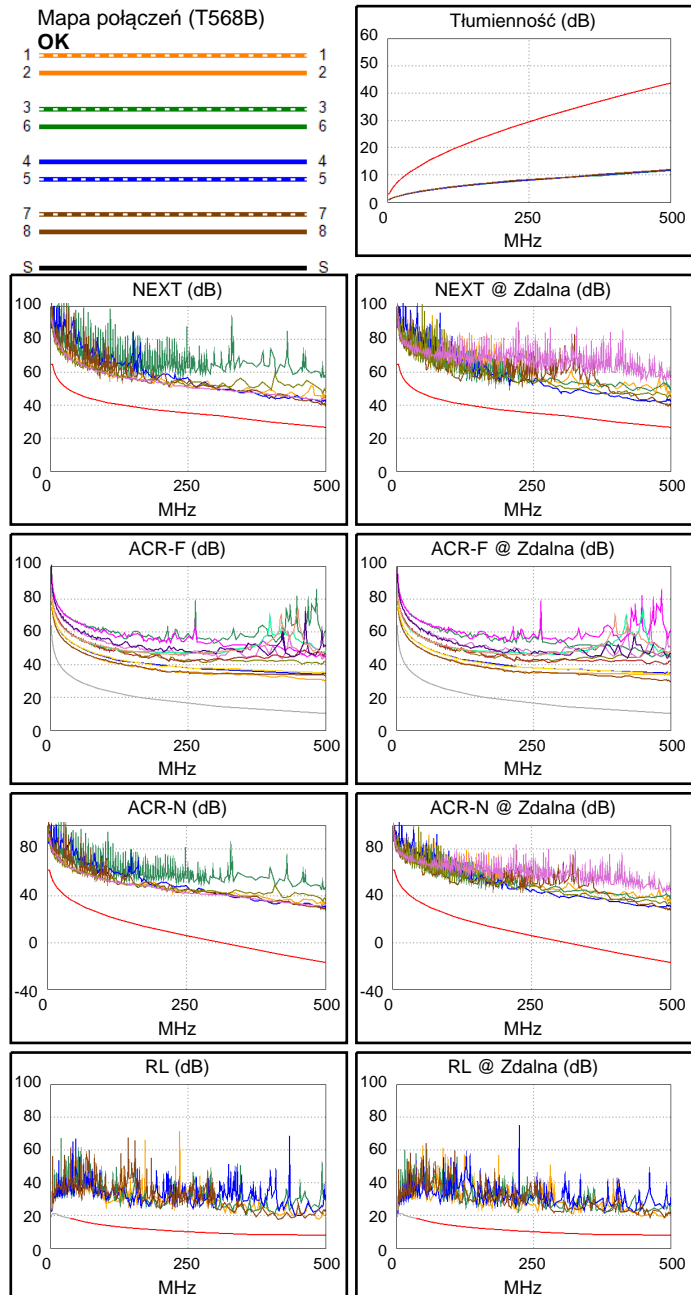 Mapa połączeń (T568B)
OK
1 1
2 2
3 3
6 6
4 4
5 5
7 7
8 8
S S
Tłumienność (dB)
60
50
40
30
20
10
0
0 250 500
MHz
NEXT (dB)
100
80
60
40
20
0
0 250 500
MHz
NEXT @ Zdalna (dB)
100
80
60
40
20
0
0 250 500
MHz
ACR-F (dB)
100
80
60
40
20
0
0 250 500
MHz
ACR-F @ Zdalna (dB)
100
80
60
40
20
0
0 250 500
MHz
ACR-N (dB)
80
40
0
-40
0 250 500
MHz
ACR-N @ Zdalna (dB)
80
40
0
-40
0 250 500
MHz
RL (dB)
100
80
60
40
20
0
0 250 500
MHz
RL @ Zdalna (dB)
100
80
60
40
20
0
0 250 500
MHz